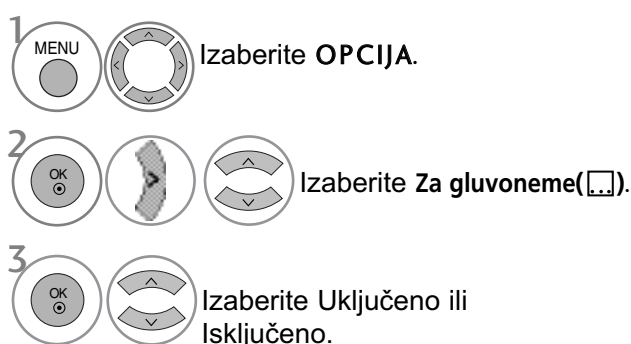 1
MENU
Izaberite OPCIJA.
2
OK
Izaberite Za gluvoneme(...).
3
OK
Izaberite Uključeno ili
Isključeno.